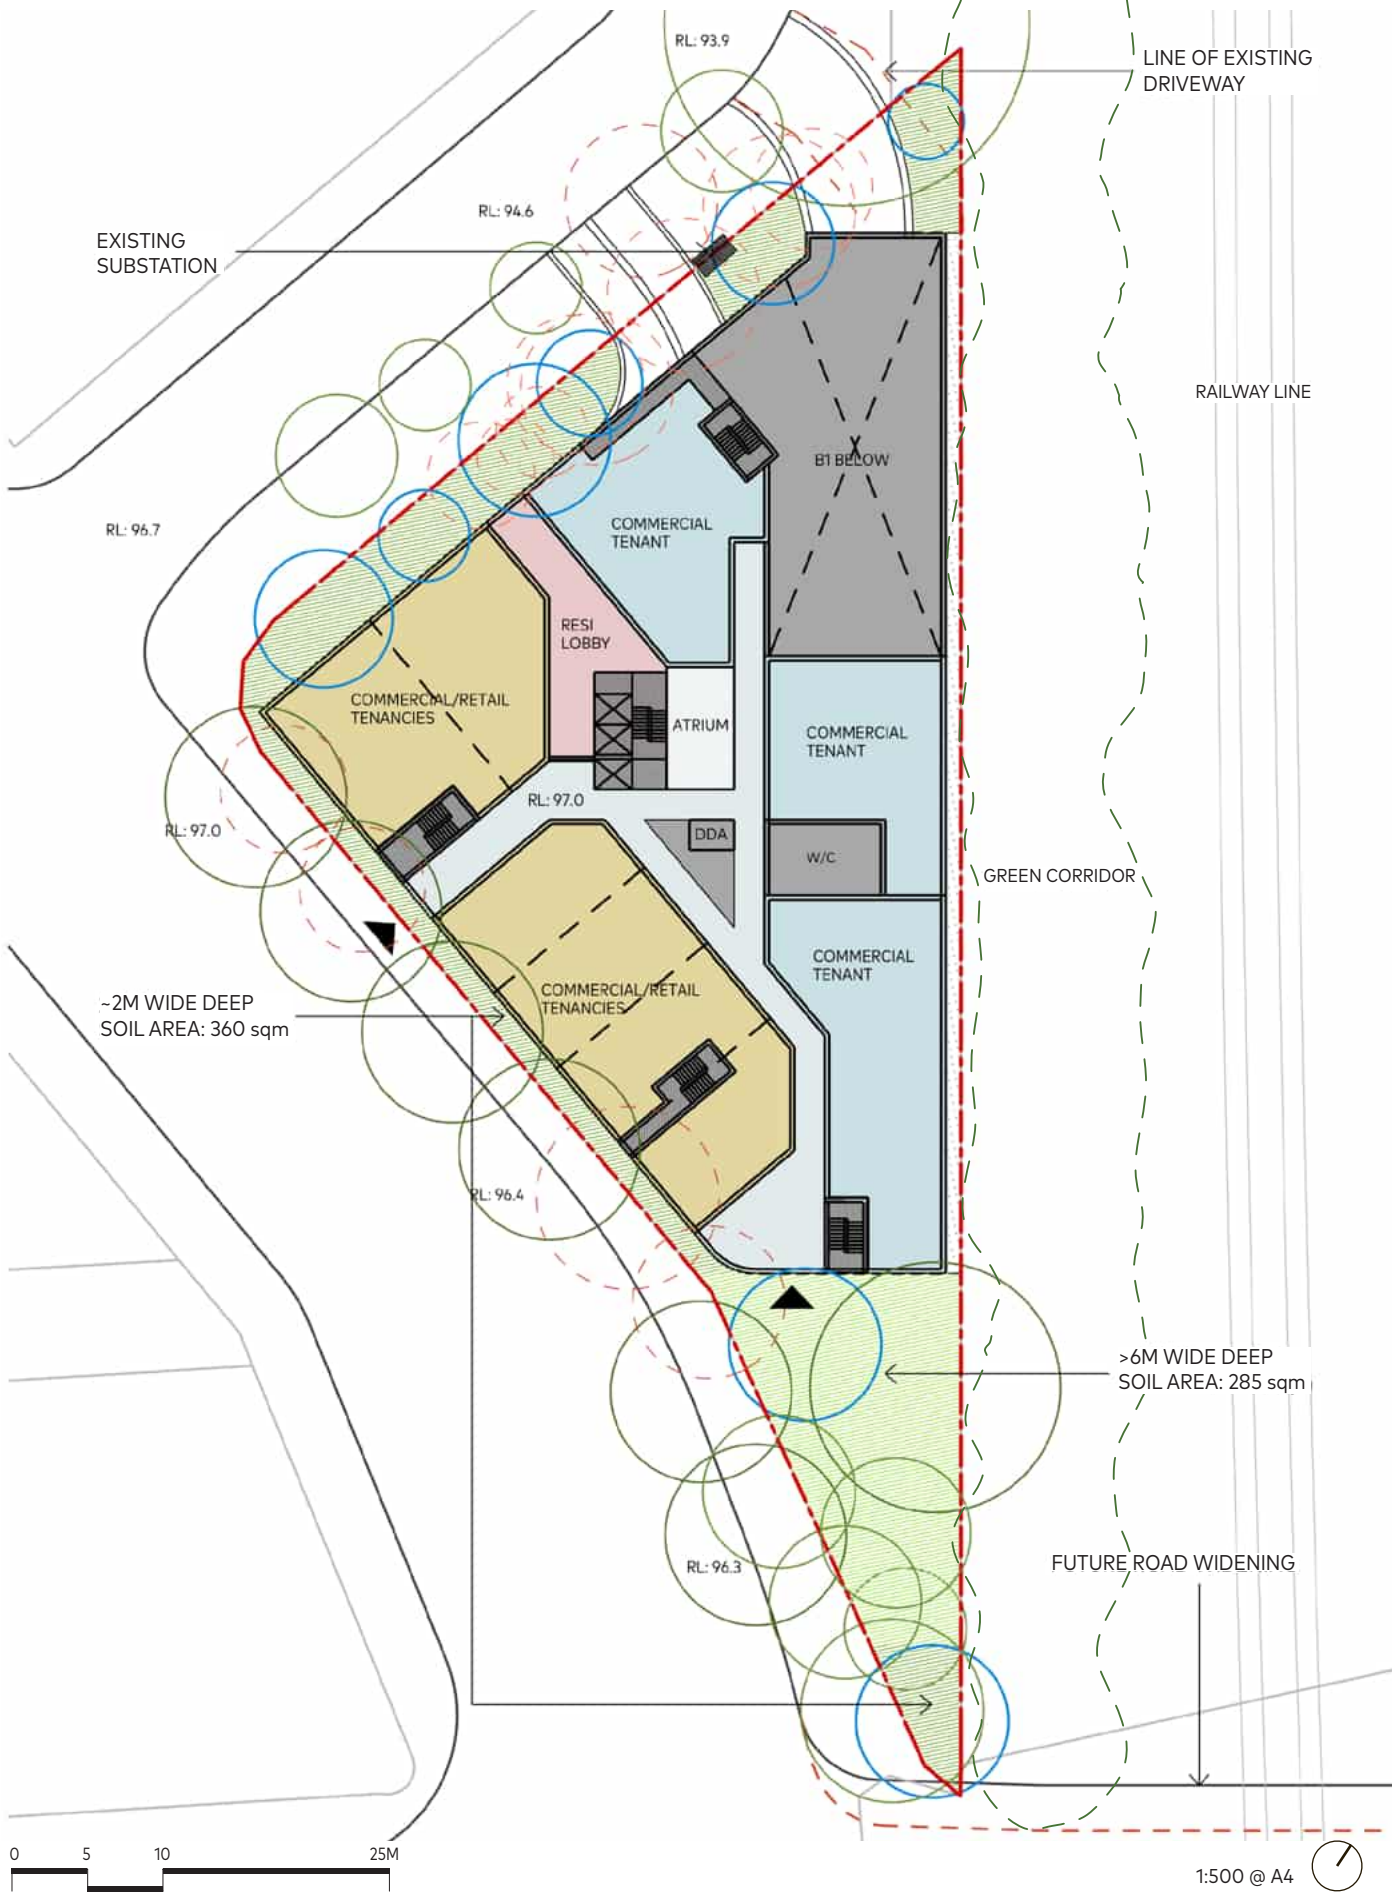 RL: 93.9
LINE OF EXISTING
DRIVEWAY
RL: 94.6
EXISTING
SUBSTATION
RAILWAY LINE
B1 BELOW
RL: 96.7
COMMERCIAL
TENANT
RESI
LOBBY
COMMERCIAL/RETAIL
TENANCIES
ATRIUM
COMMERCIAL
TENANT
RL: 97.0
RL: 97.0
DDA
W/C
GREEN CORRIDOR
COMMERCIAL
TENANT
~2M WIDE DEEP
SOIL AREA: 360 sqm
COMMERCIAL/RETAIL
TENANCIES
RL: 96.4
>6M WIDE DEEP
SOIL AREA: 285 sqm
RL: 96.3
FUTURE ROAD WIDENING
0 5 10 25M
1:500 @ A4